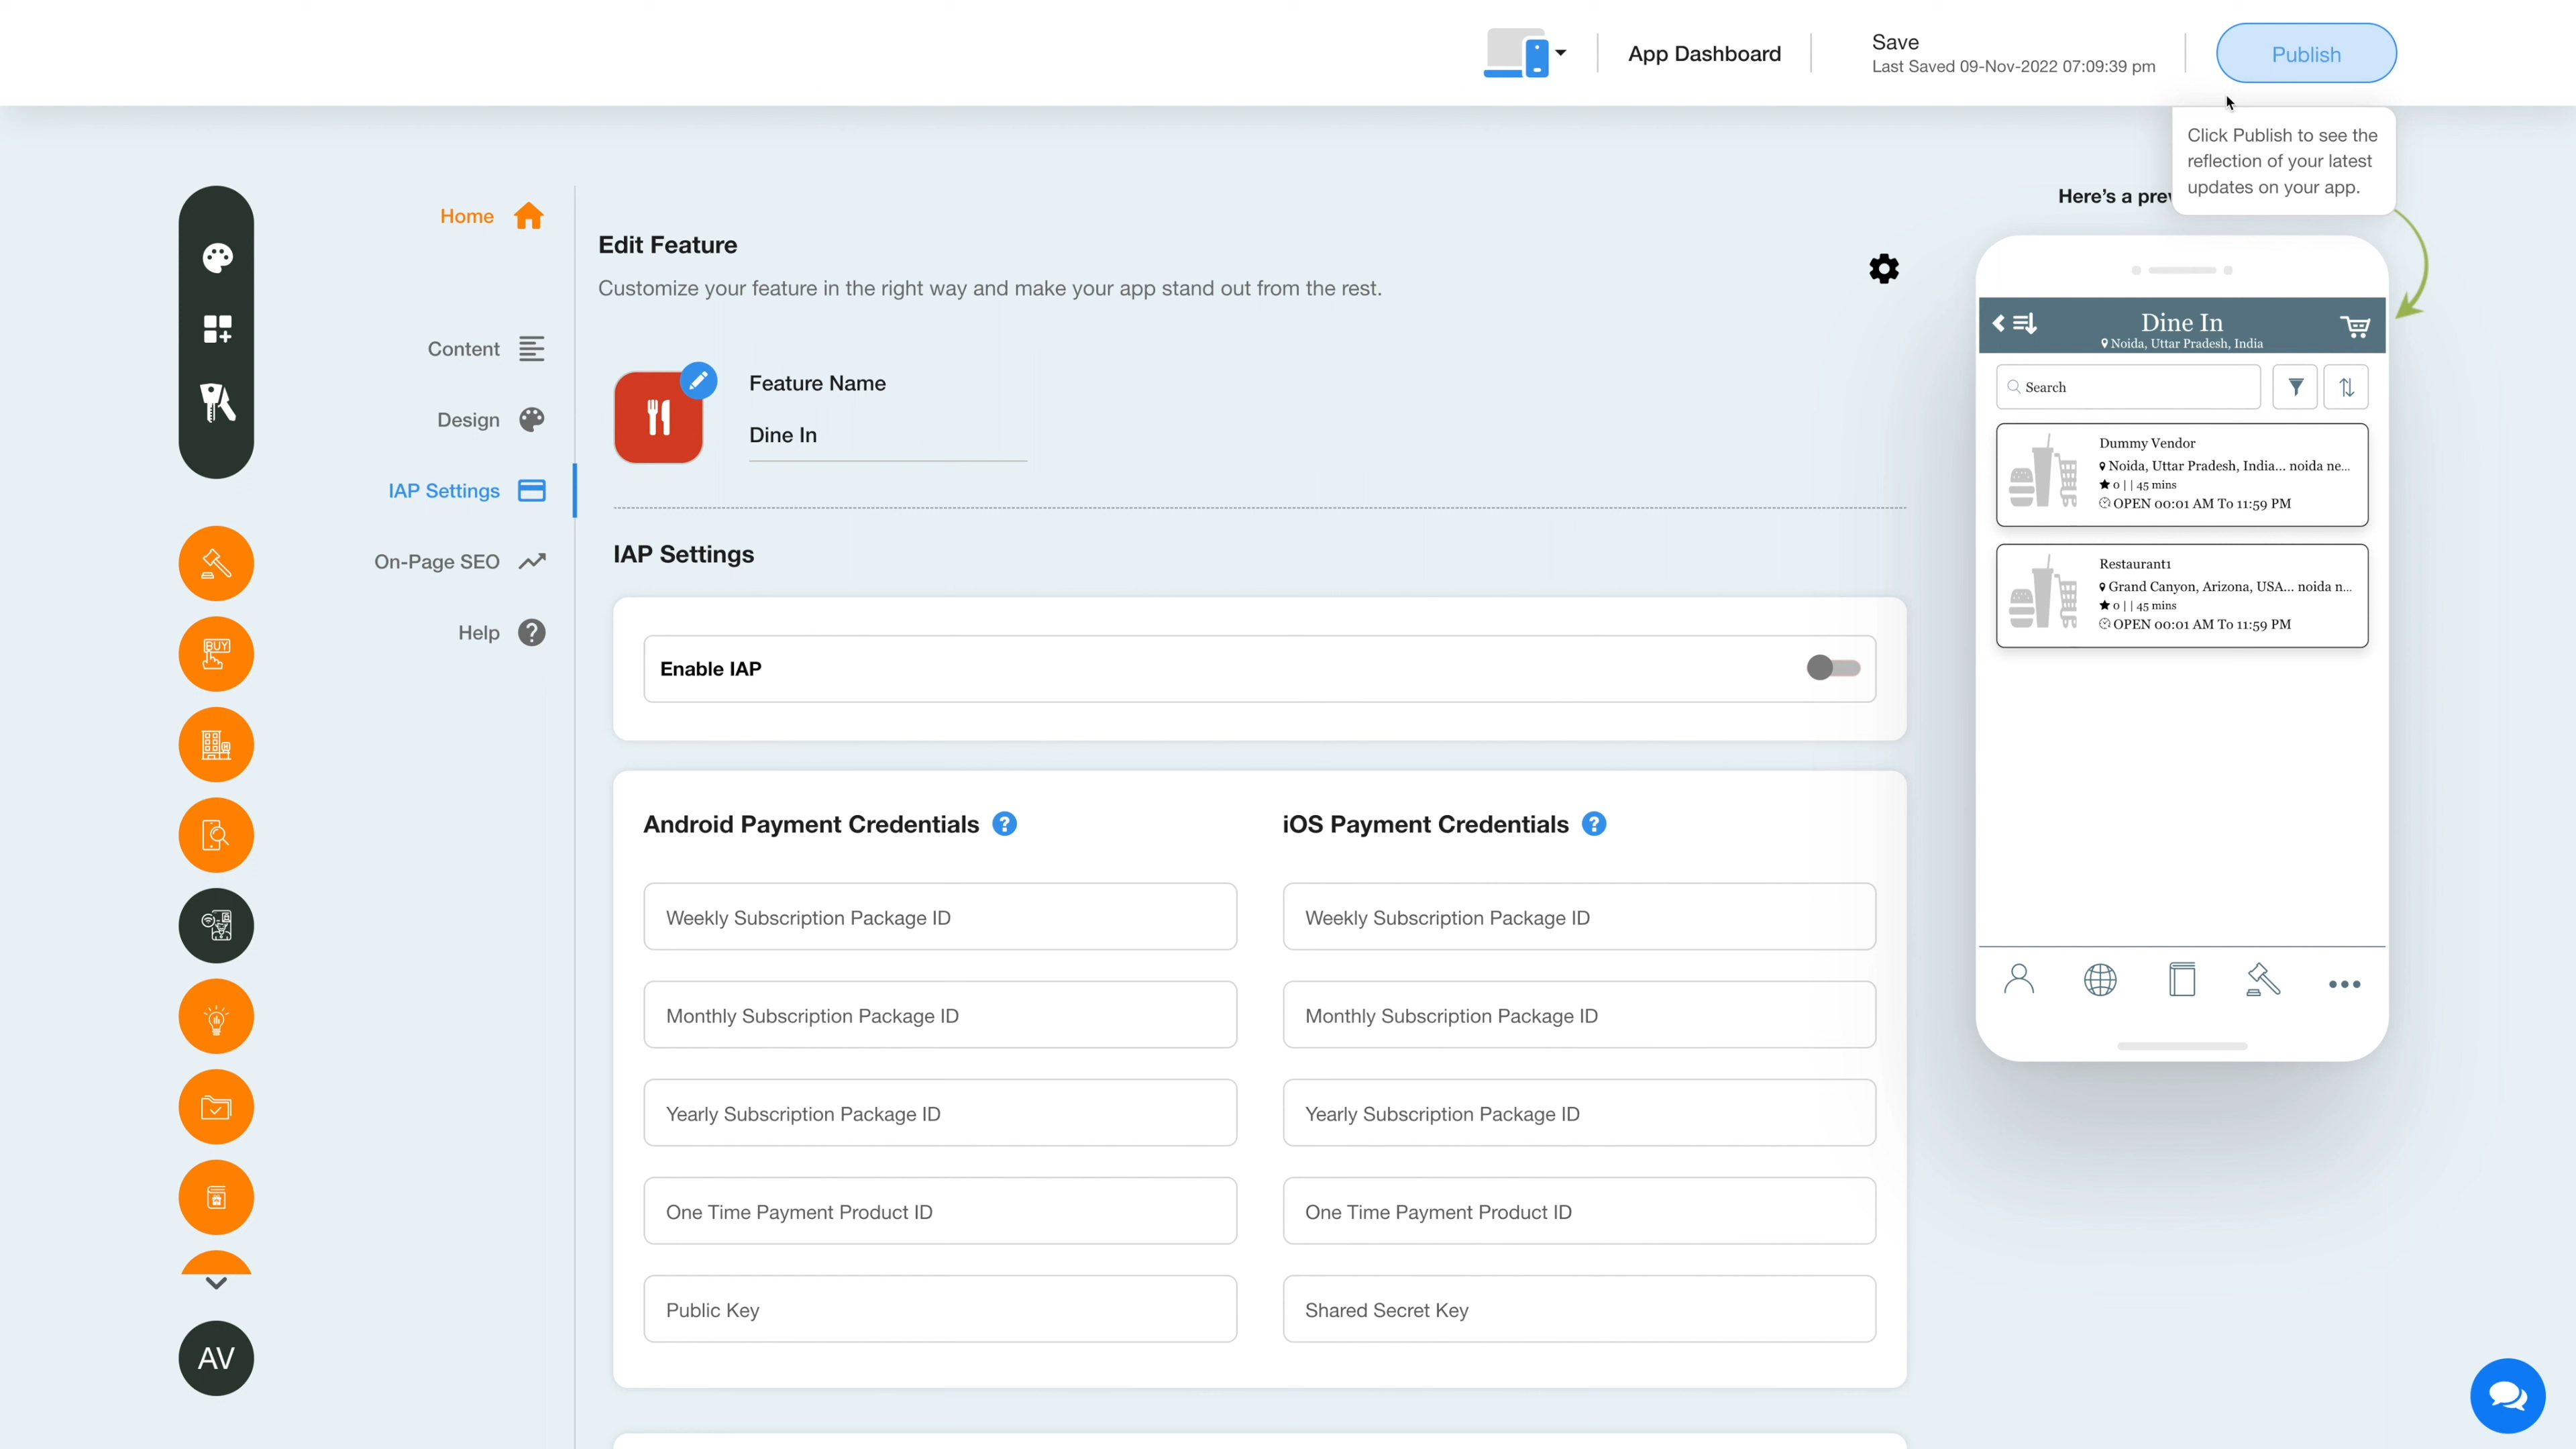 App Dashboard
Save
Last Saved 09-Nov-2022 07:09:39 pm
Publish
Click Publish to see the
reflection of your latest
updates on your app.
Here's a prev
Home
Content
Design
IAP Settings
On-Page SEO
Help
BUY
AV
Edit Feature
Customize your feature in the right way and make your app stand out from the rest.
Feature Name
Dine In
IAP Settings
Enable IAP
Android Payment Credentials ?
Weekly Subscription Package ID
Monthly Subscription Package ID
Yearly Subscription Package ID
One Time Payment Product ID
Public Key
iOS Payment Credentials ?
Weekly Subscription Package ID
Monthly Subscription Package ID
Yearly Subscription Package ID
One Time Payment Product ID
Shared Secret Key
Dine In
Noida, Uttar Pradesh, India
Search
Dummy Vendor
Noida, Uttar Pradesh, India... noida ne...
★ 0 | | 45 mins
OPEN 00:01 AM To 11:59 PM
Restaurant1
Grand Canyon, Arizona, USA... noida n...
★ 0 | | 45 mins
OPEN 00:01 AM To 11:59 PM